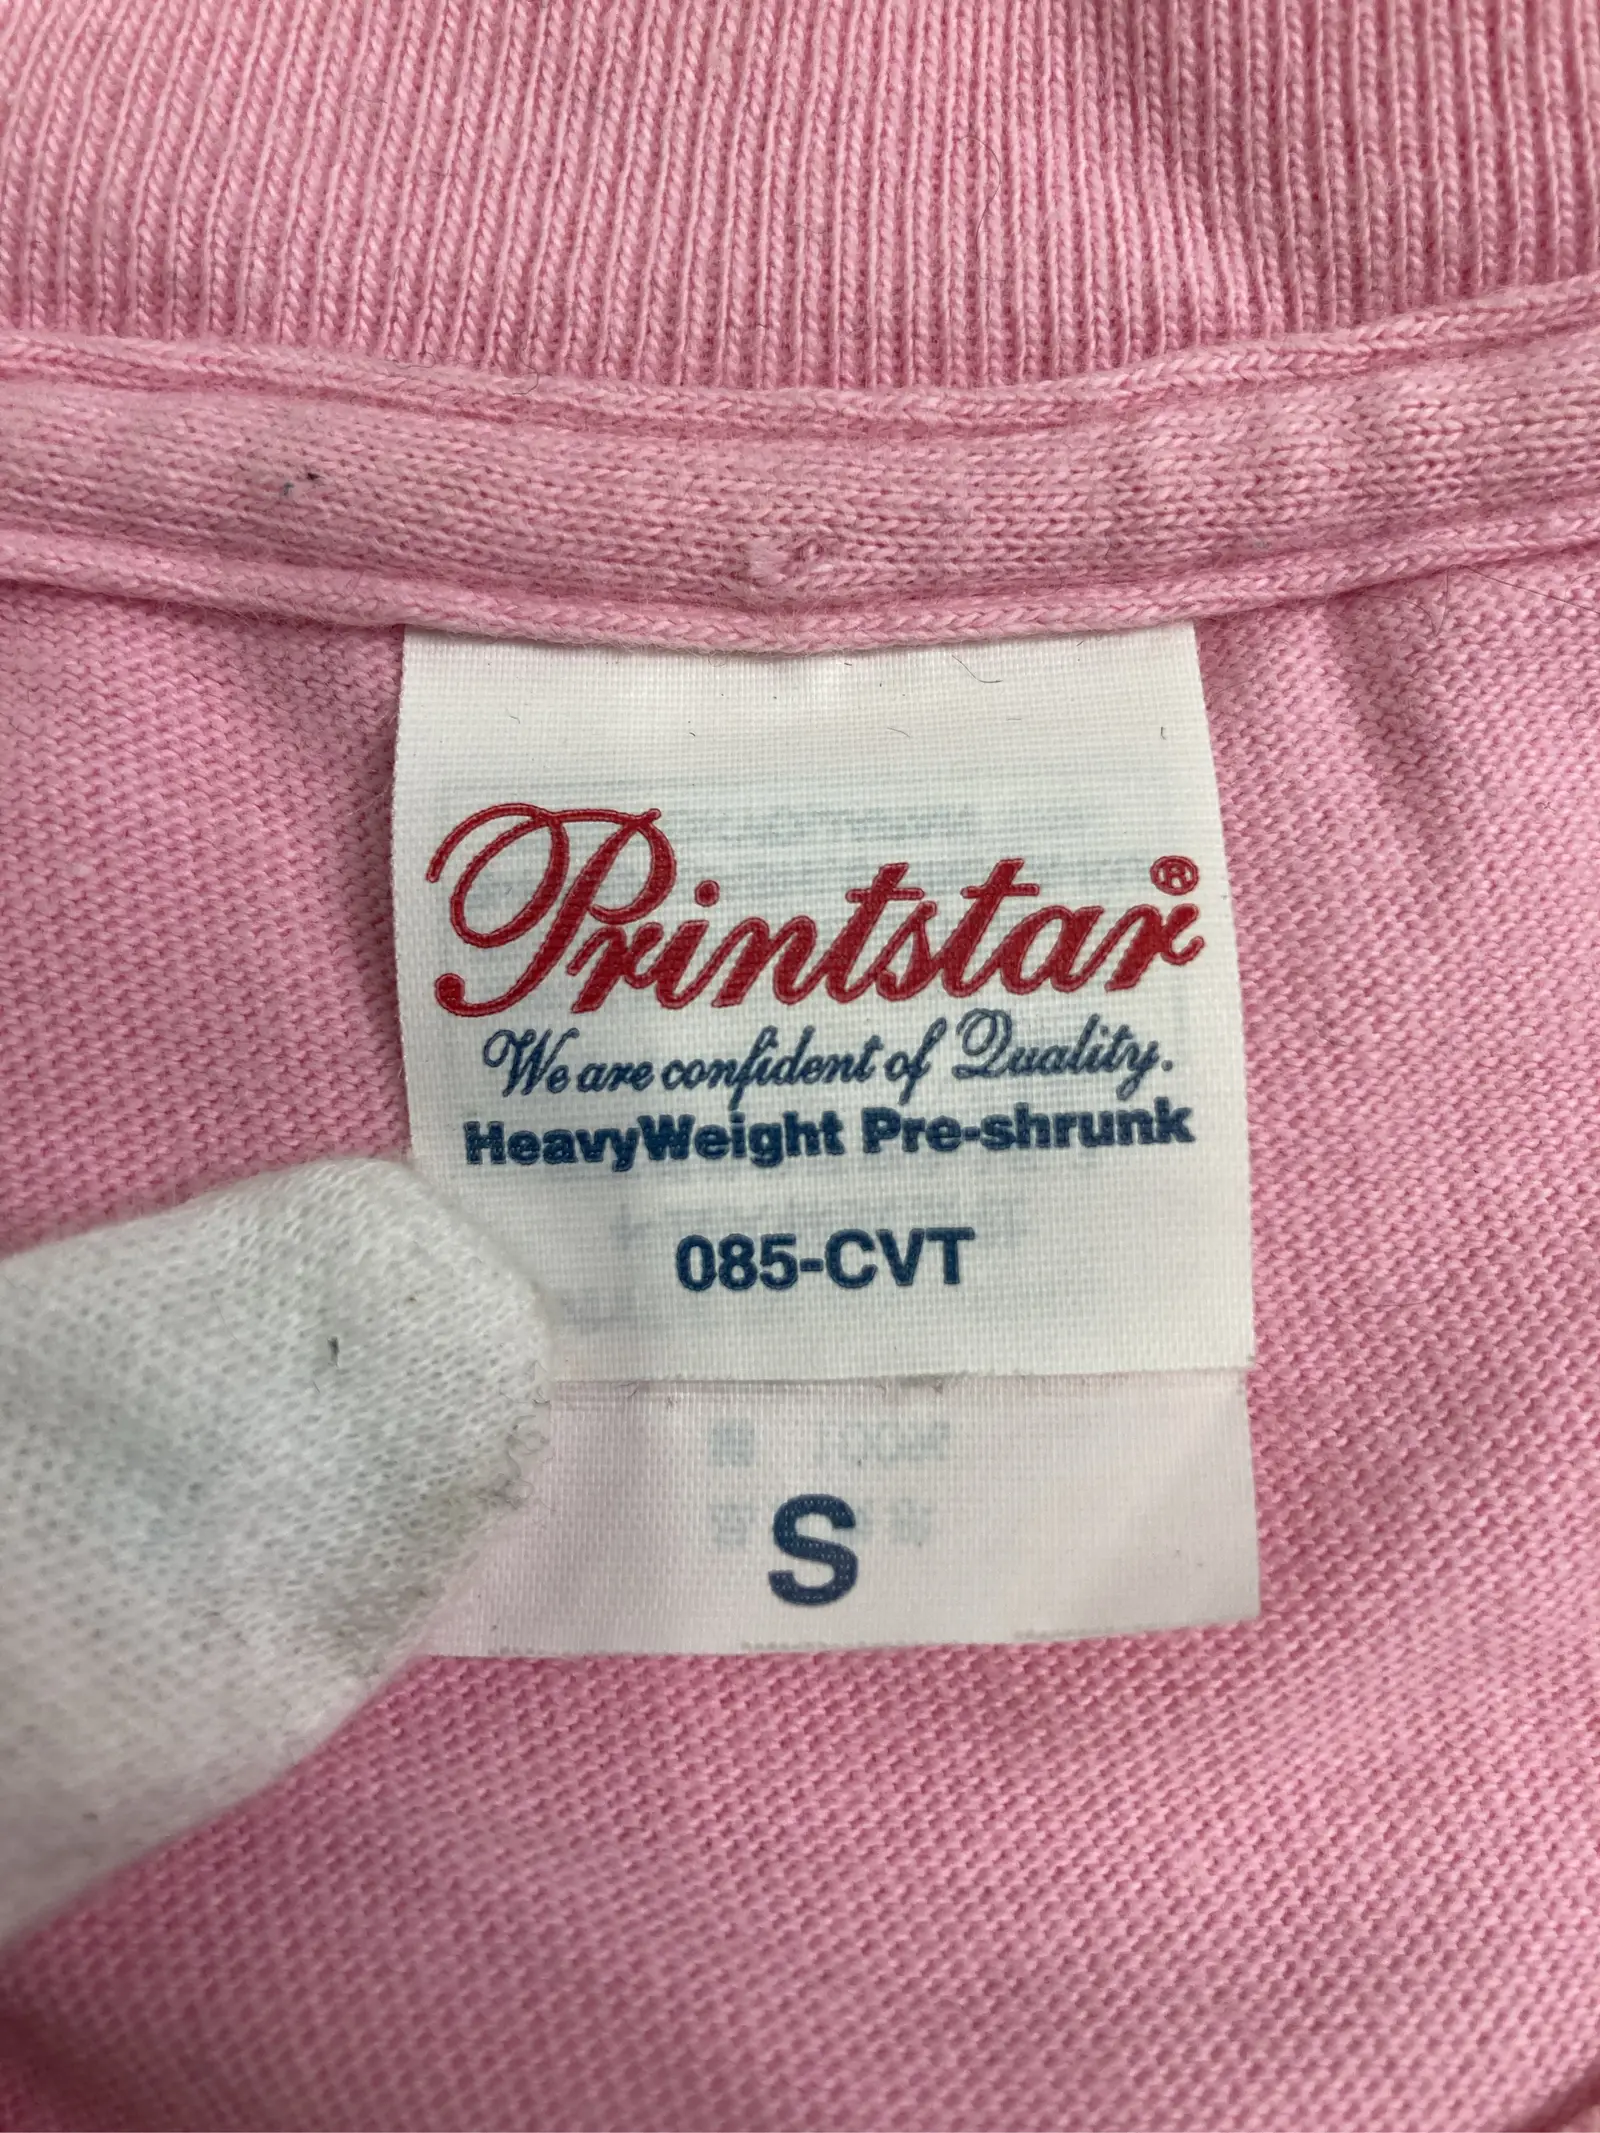 Printstar®
We are confident of Quality.
HeavyWeight Pre-shrunk
085-CVT
S